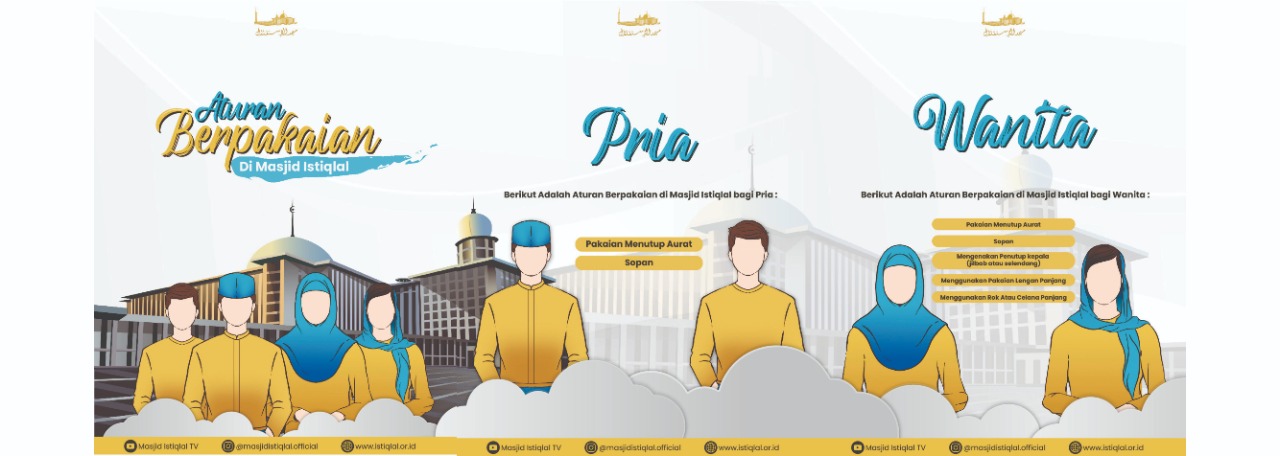 Aturan
Berpakaian
Di Masjid Istiqlal
Masjid Istiqlal TV
@masjidistiqlal.official
www.istiqlal.or.id
Pria
Berikut Adalah Aturan Berpakaian di Masjid Istiqlal bagi Pria :
Pakaian Menutup Aurat
Sopan
Masjid Istiqlal TV
@masjidistiqlal.official
www.istiqlal.or.id
Wanita
Berikut Adalah Aturan Berpakaian di Masjid Istiqlal bagi Wanita :
Pakaian Menutup Aurat
Sopan
Mengenakan Penutup kepala
(jilbab atau selendang)
Menggunakan Pakaian Lengan Panjang
Menggunakan Rok Atau Celana Panjang
Masjid Istiqlal TV
@masjidistiqlal.official
www.istiqlal.or.id